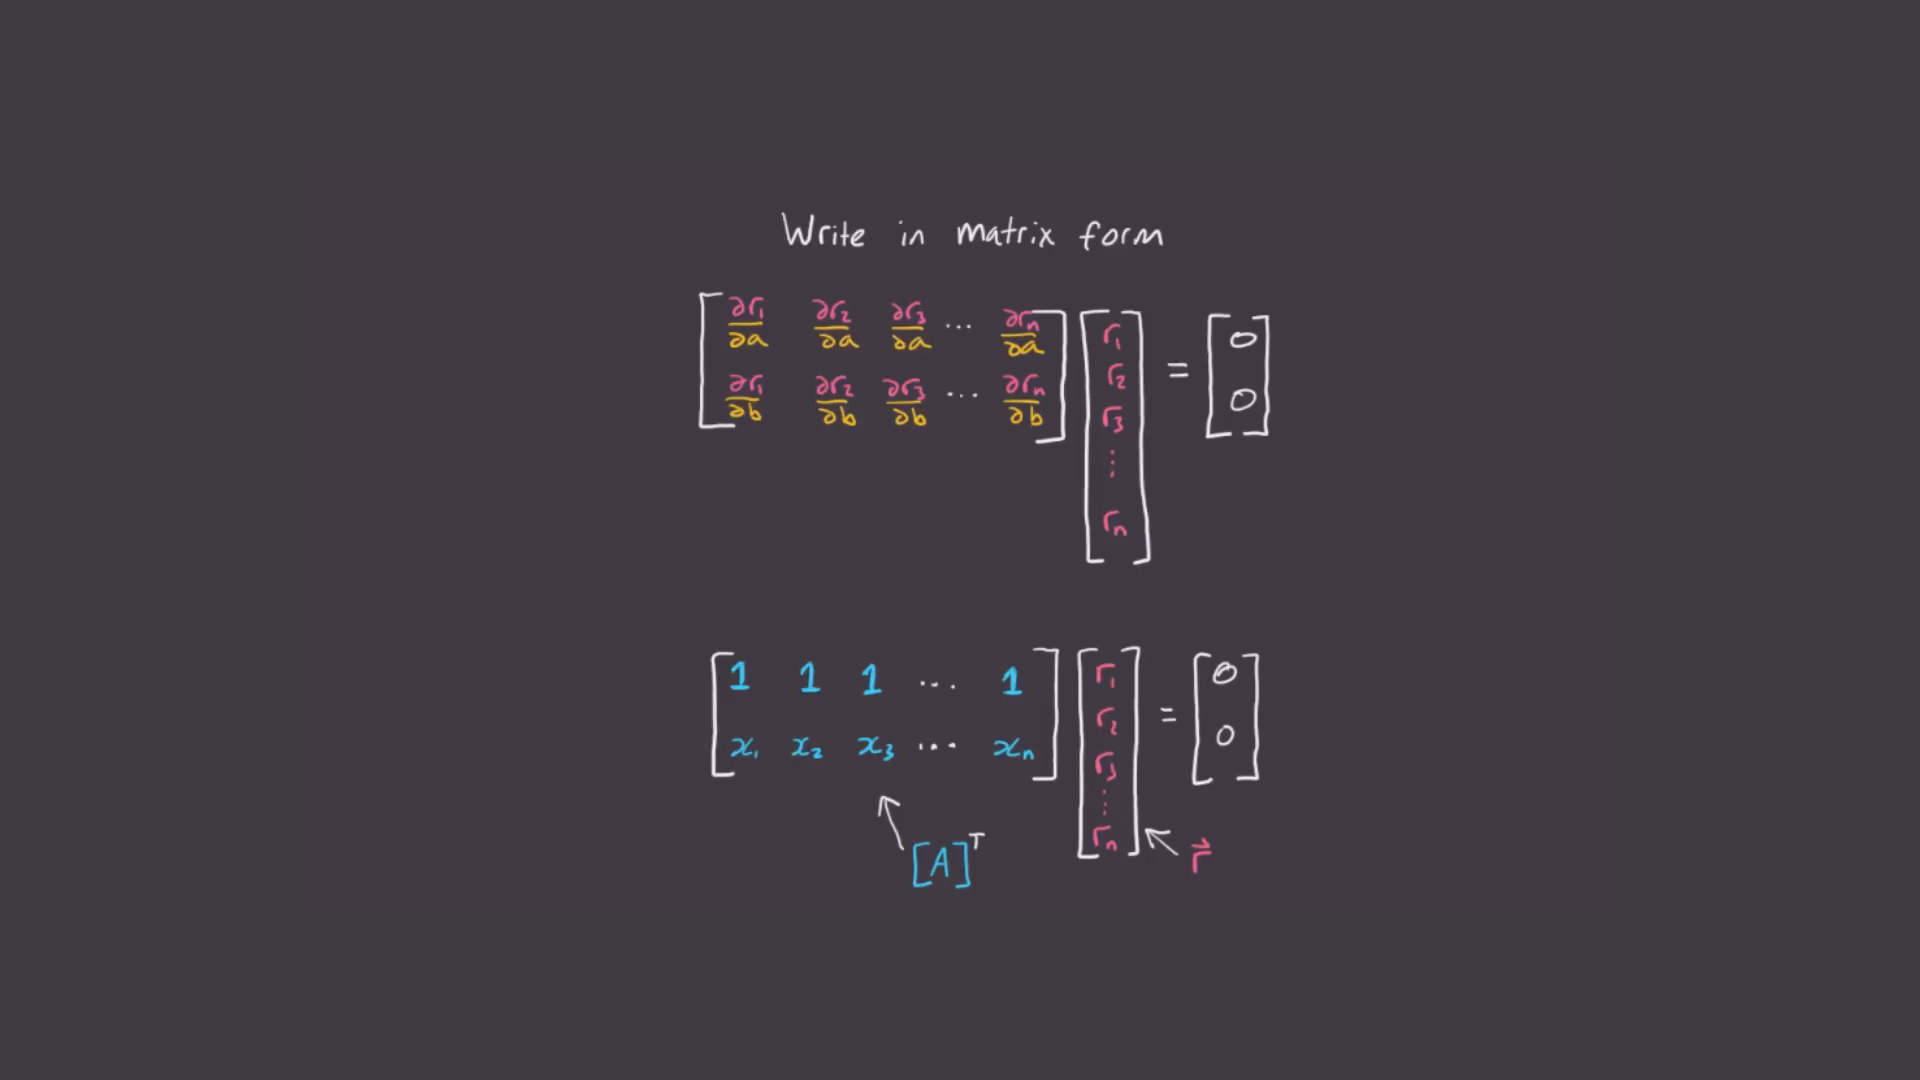 Write in matrix form
[∂r₁/∂a ∂r₂/∂a ∂r₃/∂a ... ∂rₙ/∂a] [r₁] = [0]
[∂r₁/∂b ∂r₂/∂b ∂r₃/∂b ... ∂rₙ/∂b] [r₂] [0]
[r₃]
⋮
[rₙ]
[1 1 1 ... 1] [r₁] = [0]
[x₁ x₂ x₃ ... xₙ] [r₂] [0]
[r₃]
⋮
[rₙ]
[A]ᵀ r⃗